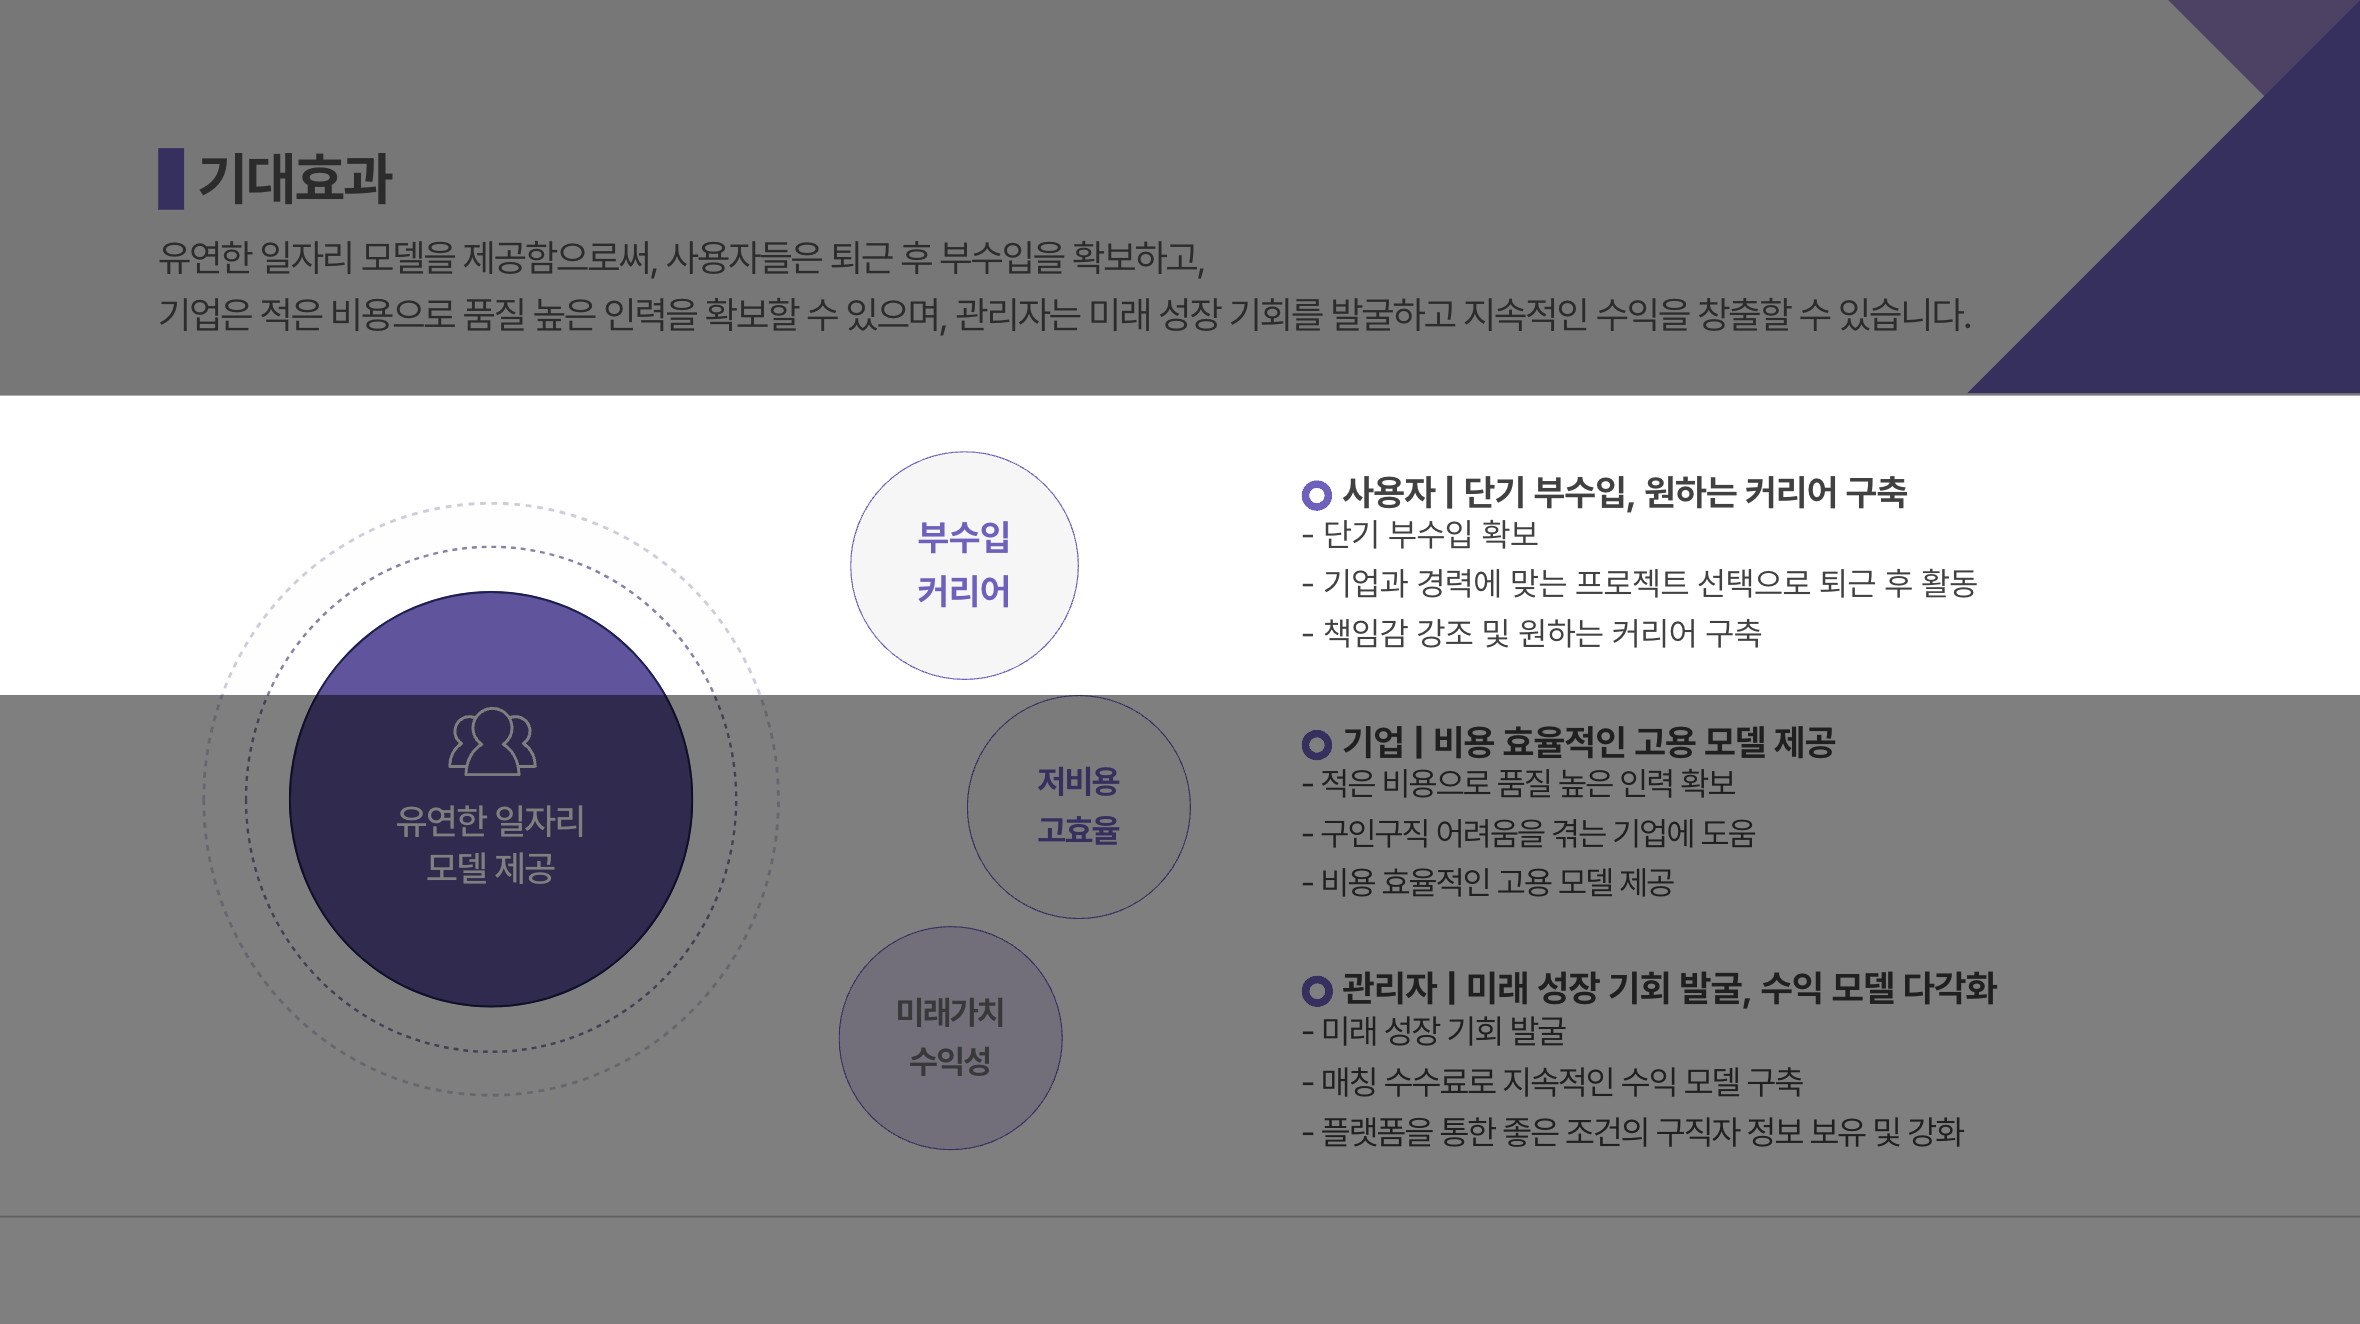 기대효과
유연한 일자리 모델을 제공함으로써, 사용자들은 퇴근 후 부수입을 확보하고,
기업은 적은 비용으로 품질 높은 인력을 확보할 수 있으며, 관리자는 미래 성장 기회를 발굴하고 지속적인 수익을 창출할 수 있습니다.
유연한 일자리
모델 제공
부수입
커리어
사용자 | 단기 부수입, 원하는 커리어 구축
- 단기 부수입 확보
- 기업과 경력에 맞는 프로젝트 선택으로 퇴근 후 활동
- 책임감 강조 및 원하는 커리어 구축
저비용
고효율
기업 | 비용 효율적인 고용 모델 제공
- 적은 비용으로 품질 높은 인력 확보
- 구인구직 어려움을 겪는 기업에 도움
- 비용 효율적인 고용 모델 제공
미래가치
수익성
관리자 | 미래 성장 기회 발굴, 수익 모델 다각화
- 미래 성장 기회 발굴
- 매칭 수수료로 지속적인 수익 모델 구축
- 플랫폼을 통한 좋은 조건의 구직자 정보 보유 및 강화